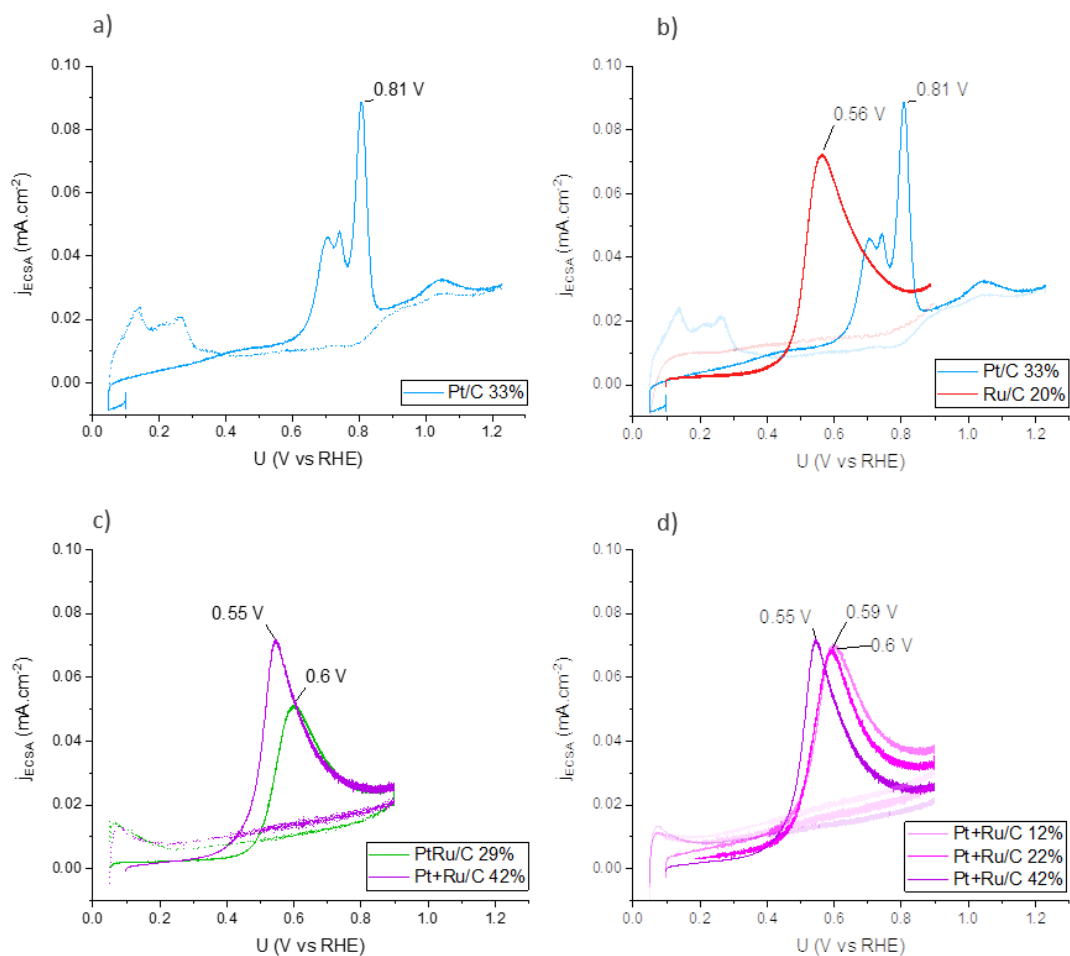 a)
0.10
0.08
0.06
0.04
0.02
0.00
j_ECSA (mA.cm⁻²)
0.81 V
Pt/C 33%
0.0 0.2 0.4 0.6 0.8 1.0 1.2
U (V vs RHE)
b)
0.10
0.08
0.06
0.04
0.02
0.00
j_ECSA (mA.cm⁻²)
0.81 V
0.56 V
Pt/C 33%
Ru/C 20%
0.0 0.2 0.4 0.6 0.8 1.0 1.2
U (V vs RHE)
c)
0.10
0.08
0.06
0.04
0.02
0.00
j_ECSA (mA.cm⁻²)
0.55 V
0.6 V
PtRu/C 29%
Pt+Ru/C 42%
0.0 0.2 0.4 0.6 0.8 1.0 1.2
U (V vs RHE)
d)
0.10
0.08
0.06
0.04
0.02
0.00
j_ECSA (mA.cm⁻²)
0.55 V 0.59 V
0.6 V
Pt+Ru/C 12%
Pt+Ru/C 22%
Pt+Ru/C 42%
0.0 0.2 0.4 0.6 0.8 1.0 1.2
U (V vs RHE)